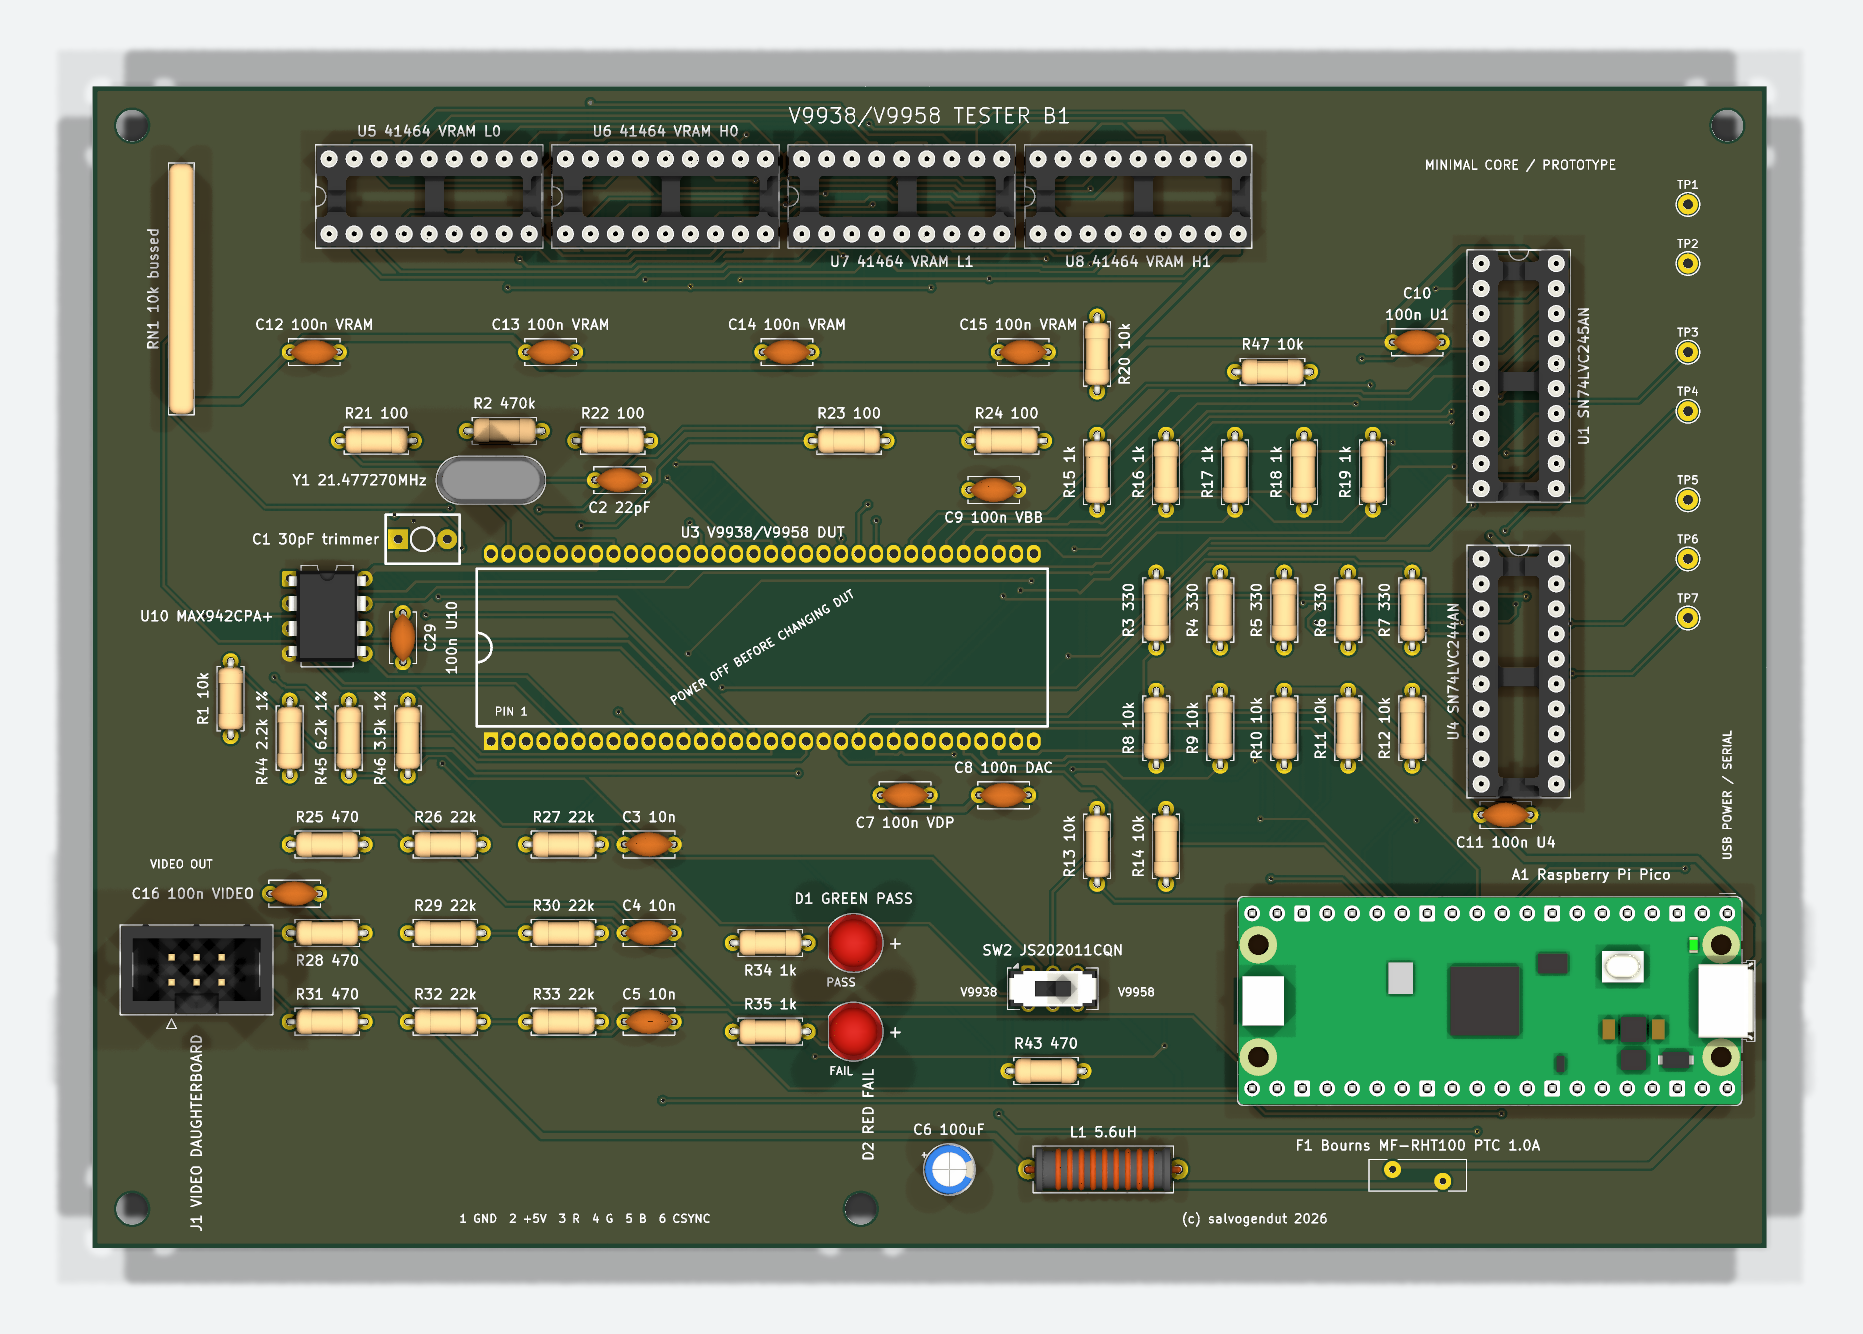 V9938/V9958 TESTER B1
U5 41464 VRAM L0
U6 41464 VRAM H0
MINIMAL CORE / PROTOTYPE
TP1
TP2
RN1 10k bussed
U7 41464 VRAM L1
U8 41464 VRAM H1
C10
100n U1
C12 100n VRAM
C13 100n VRAM
C14 100n VRAM
C15 100n VRAM
R20 10k
R47 10k
U1 SN74LVC245AN
TP3
TP4
R21 100
R2 470k
R22 100
R23 100
R24 100
R15 1k
R16 1k
R17 1k
R18 1k
R19 1k
Y1 21.477270MHz
C2 22pF
C9 100n VBB
TP5
C1 30pF trimmer
U3 V9938/V9958 DUT
TP6
U10 MAX942CPA+
C29
100n U10
POWER OFF BEFORE CHANGING DUT
R3 330
R4 330
R5 330
R6 330
R7 330
U4 SN74LVC244AN
TP7
R1 10k
R44 2.2k 1%
R45 6.2k 1%
R46 3.9k 1%
PIN 1
R8 10k
R9 10k
R10 10k
R11 10k
R12 10k
C8 100n DAC
C7 100n VDP
USB POWER / SERIAL
R25 470
R26 22k
R27 22k
C3 10n
R13 10k
R14 10k
C11 100n U4
VIDEO OUT
C16 100n VIDEO
A1 Raspberry Pi Pico
D1 GREEN PASS
R29 22k
R30 22k
C4 10n
+
R28 470
R34 1k
PASS
SW2 JS202011CQN
V9938
V9958
R31 470
R32 22k
R33 22k
C5 10n
R35 1k
+
FAIL
R43 470
J1 VIDEO DAUGHTERBOARD
D2 RED FAIL
C6 100uF
+
L1 5.6uH
F1 Bourns MF-RHT100 PTC 1.0A
1 GND 2 +5V 3 R 4 G 5 B 6 CSYNC
(c) salvogendut 2026